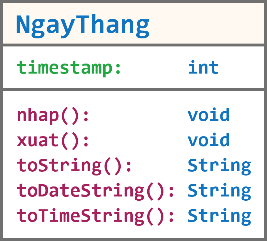 NgayThang
timestamp: int
nhap(): void
xuat(): void
toString(): String
toDateString(): String
toTimeString(): String